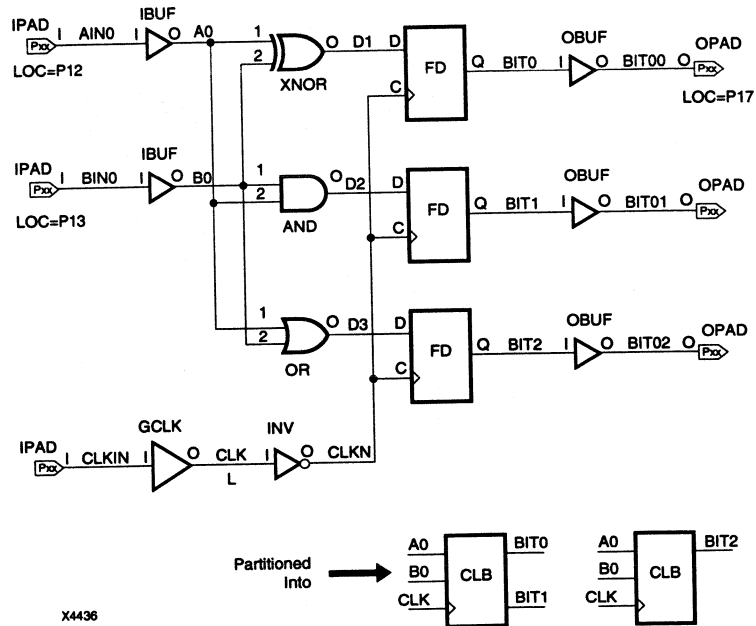 IPAD
Pxx
I
AIN0
I
IBUF
O
A0
LOC=P12
1
2
XNOR
O
D1
D
C
FD
Q
BIT0
I
OBUF
O
BIT00
O
OPAD
Pxx
LOC=P17
IPAD
Pxx
I
BIN0
I
IBUF
O
B0
LOC=P13
1
2
AND
O
D2
D
C
FD
Q
BIT1
I
OBUF
O
BIT01
O
OPAD
Pxx
1
2
OR
O
D3
D
C
FD
Q
BIT2
I
OBUF
O
BIT02
O
OPAD
Pxx
IPAD
Pxx
I
CLKIN
I
GCLK
O
CLK
L
I
INV
O
CLKN
Partitioned
Into
A0
B0
CLK
CLB
BIT0
BIT1
A0
B0
CLK
CLB
BIT2
X4436